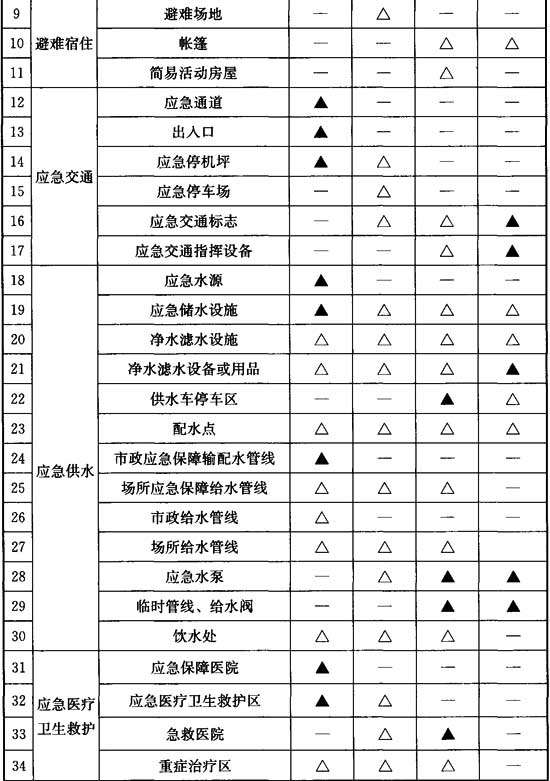 9 避难场地 — △ — —
避难宿住
10 帐篷 — — △ △
11 简易活动房屋 — — △ —
12 应急通道 ▲ — — —
13 出入口 ▲ — — —
14 应急停机坪 ▲ △ — —
应急交通
15 应急停车场 — △ — —
16 应急交通标志 — △ △ ▲
17 应急交通指挥设备 — — △ ▲
18 应急水源 ▲ — — —
19 应急储水设施 ▲ △ △ △
20 净水滤水设施 △ △ △ △
21 净水滤水设备或用品 △ △ △ ▲
22 供水车停车区 — — ▲ △
23 配水点 △ △ △ △
24 市政应急保障输配水管线 ▲ — — —
应急供水
25 场所应急保障给水管线 △ △ △ —
26 市政给水管线 △ — — —
27 场所给水管线 △ △ △
28 应急水泵 — △ ▲ ▲
29 临时管线、给水阀 — — ▲ ▲
30 饮水处 △ △ △ —
31 应急保障医院 ▲ — — —
32 应急医疗卫生救护区 ▲ △ — —
应急医疗
卫生救护
33 急救医院 — △ ▲ —
34 重症治疗区 △ △ △ —